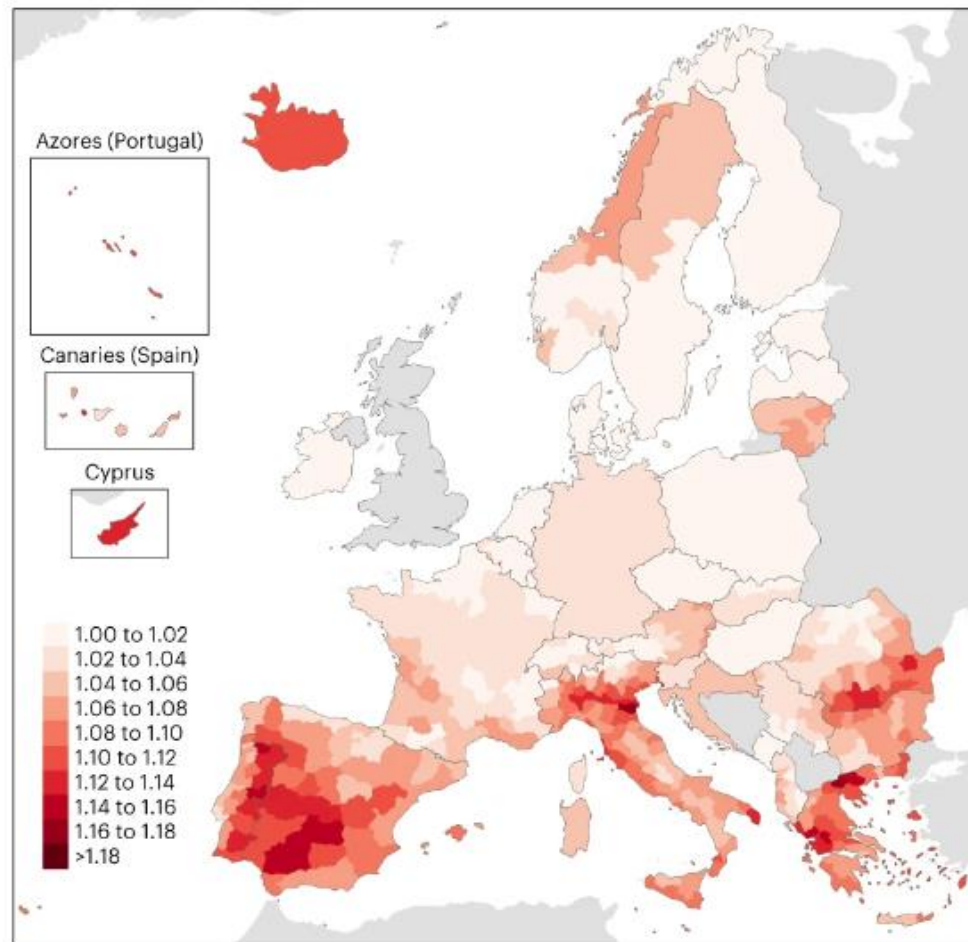 Azores (Portugal)
Canaries (Spain)
Cyprus
1.00 to 1.02
1.02 to 1.04
1.04 to 1.06
1.06 to 1.08
1.08 to 1.10
1.10 to 1.12
1.12 to 1.14
1.14 to 1.16
1.16 to 1.18
>1.18